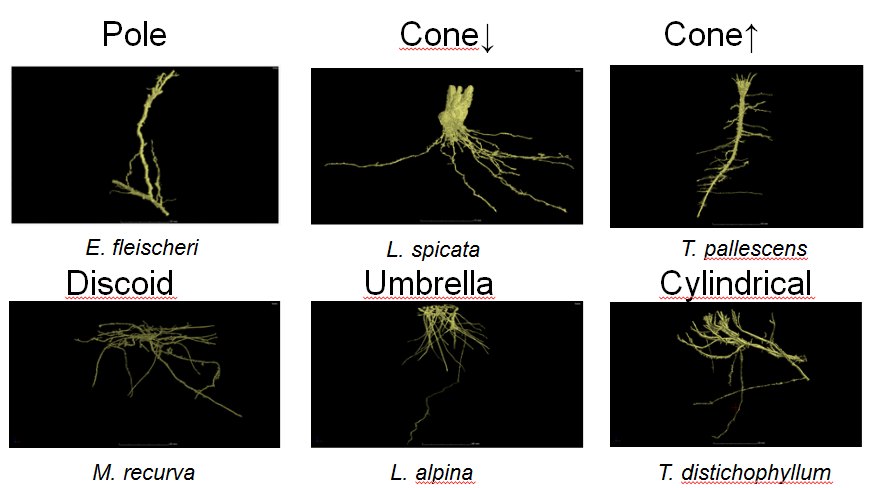 Pole Cone↓ Cone↑
E. fleischeri L. spicata T. pallescens
Discoid Umbrella Cylindrical
M. recurva L. alpina T. distichophyllum